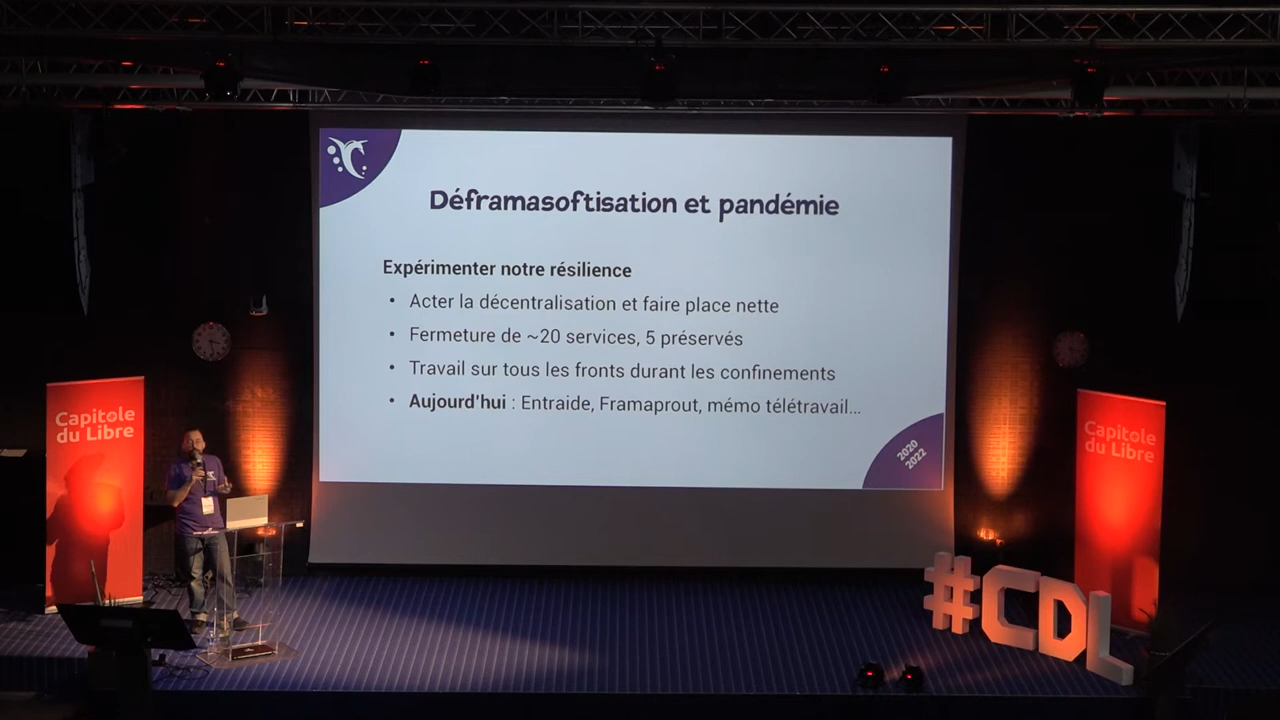 Déframasoftisation et pandémie
Expérimenter notre résilience
• Acter la décentralisation et faire place nette
• Fermeture de ~20 services, 5 préservés
• Travail sur tous les fronts durant les confinements
• Aujourd'hui : Entraide, Framaprout, mémo télétravail...
2020
2022
Capitole
du Libre
Capitole
du Libre
#CDL